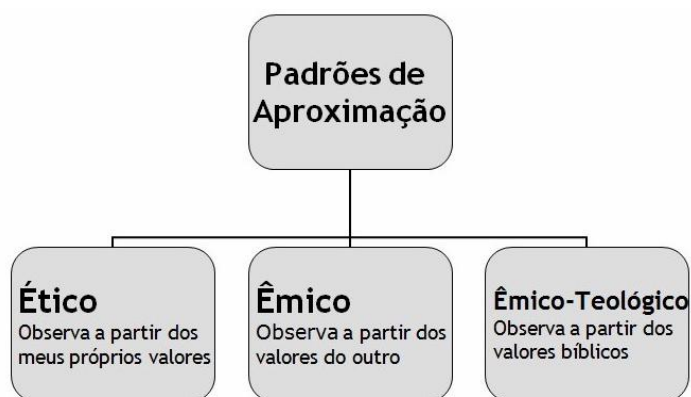 Padrões de
Aproximação
Ético
Observa a partir dos
meus próprios valores
Êmico
Observa a partir dos
valores do outro
Êmico-Teológico
Observa a partir dos
valores bíblicos